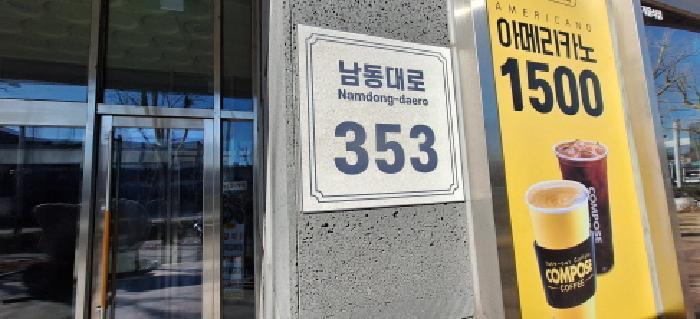 남동대로
Namdong-daero
353
AMERICANO
아메리카노
1500
COMPOSE
COMPOSE
COFFEE